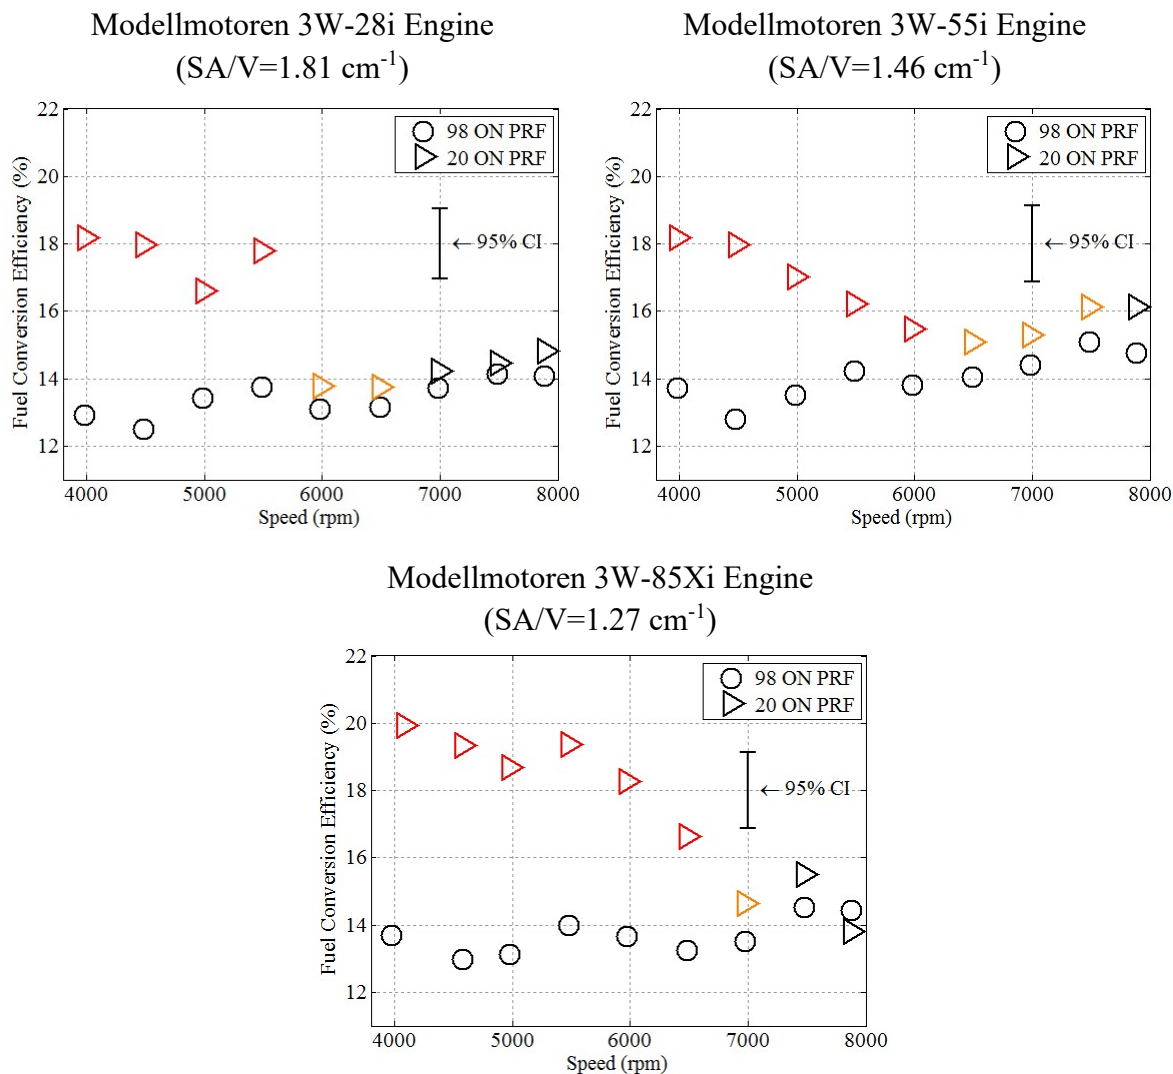 Modellmotoren 3W-28i Engine
(SA/V=1.81 cm⁻¹)
22
20
18
16
14
12
Fuel Conversion Efficiency (%)
98 ON PRF
20 ON PRF
←95% CI
4000 5000 6000 7000 8000
Speed (rpm)
Modellmotoren 3W-55i Engine
(SA/V=1.46 cm⁻¹)
22
20
18
16
14
12
Fuel Conversion Efficiency (%)
98 ON PRF
20 ON PRF
←95% CI
4000 5000 6000 7000 8000
Speed (rpm)
Modellmotoren 3W-85Xi Engine
(SA/V=1.27 cm⁻¹)
22
20
18
16
14
12
Fuel Conversion Efficiency (%)
98 ON PRF
20 ON PRF
←95% CI
4000 5000 6000 7000 8000
Speed (rpm)